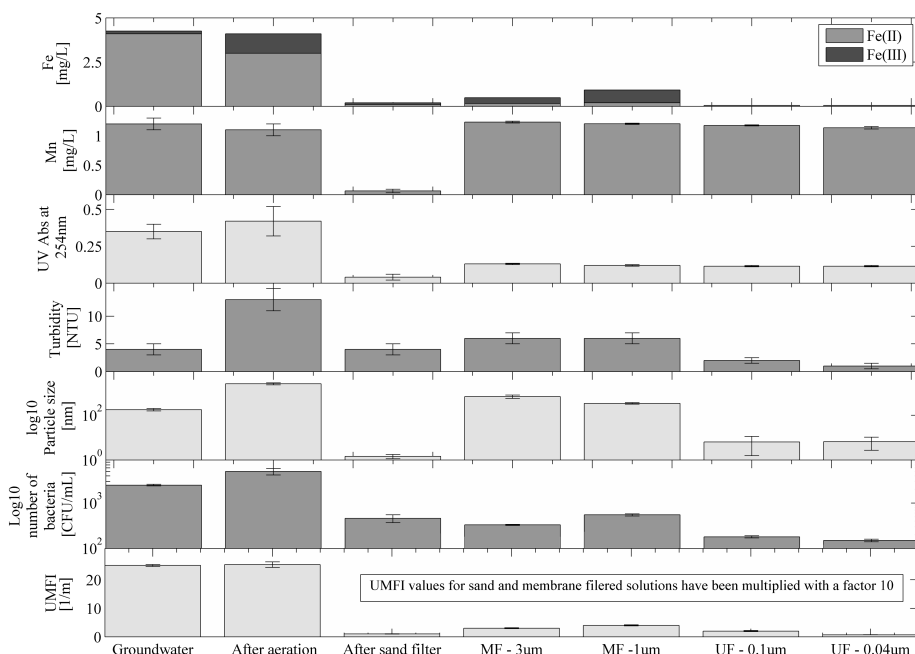 5
Fe(II)
Fe(III)
Fe
[mg/L]
2.5
0
1
Mn
[mg/L]
0.5
0
0.5
UV Abs at
254nm
0.25
0
10
Turbidity
[NTU]
5
0
log10
Particle size
[nm]
10²
10⁰
Log10
number of
bacteria
[CFU/mL]
10³
10²
20
UMFI
[1/m]
10
0
UMFI values for sand and membrane filered solutions have been multiplied with a factor 10
Groundwater After aeration After sand filter MF - 3um MF -1um UF - 0.1um UF - 0.04um